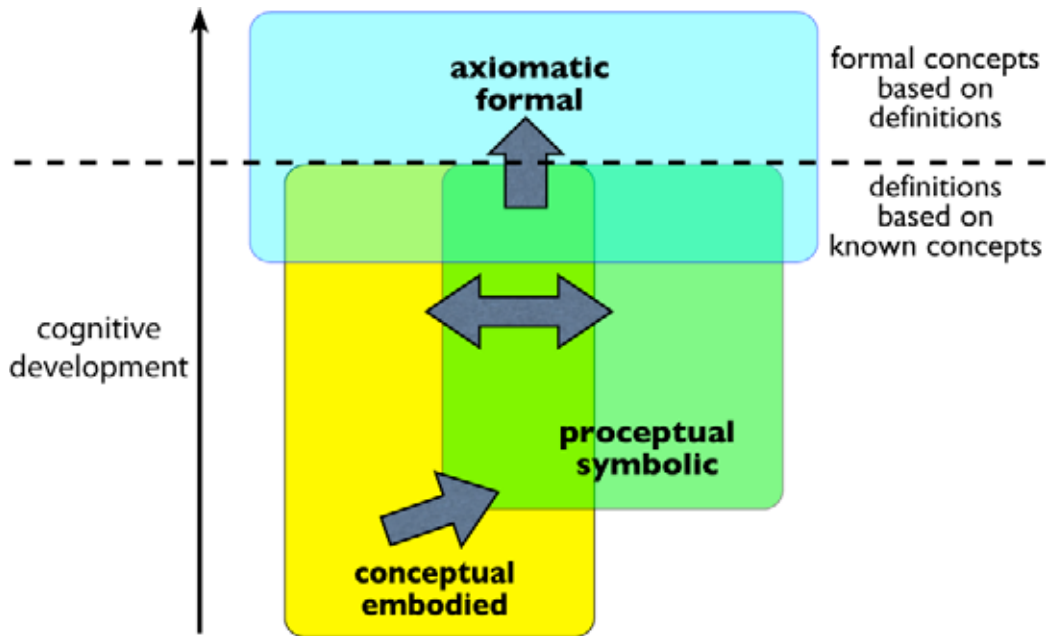 axiomatic
formal
formal concepts
based on
definitions
definitions
based on
known concepts
cognitive
development
proceptual
symbolic
conceptual
embodied